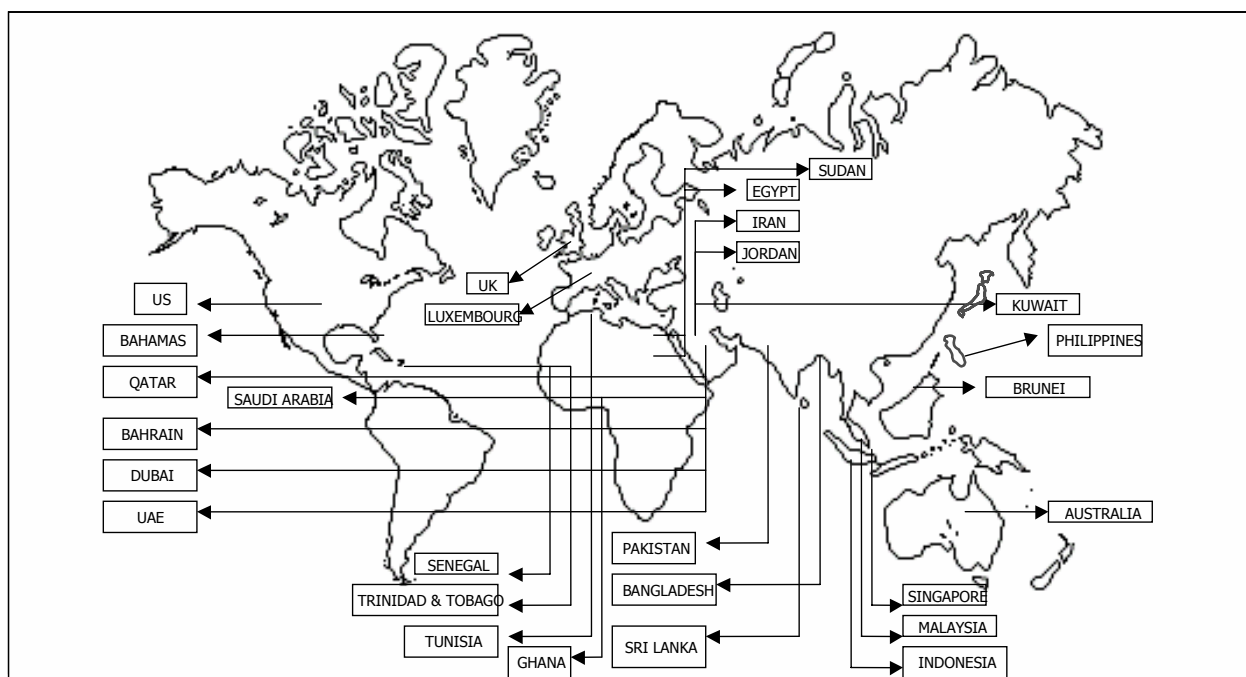 SUDAN
EGYPT
IRAN
JORDAN
UK
US
LUXEMBOURG
KUWAIT
BAHAMAS
PHILIPPINES
QATAR
BRUNEI
SAUDI ARABIA
BAHRAIN
DUBAI
UAE
AUSTRALIA
PAKISTAN
SENEGAL
BANGLADESH
TRINIDAD & TOBAGO
SINGAPORE
MALAYSIA
TUNISIA
SRI LANKA
GHANA
INDONESIA